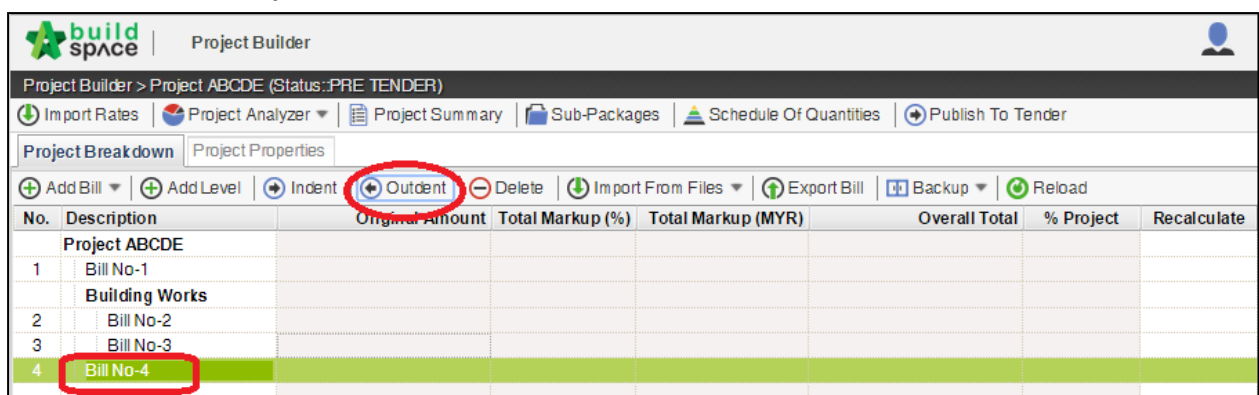 build space | Project Builder
Project Builder > Project ABCDE (Status::PRE TENDER)
Import Rates | Project Analyzer | Project Summary | Sub-Packages | Schedule Of Quantities | Publish To Tender
Project Breakdown Project Properties
Add Bill | Add Level | Indent | Outdent | Delete | Import From Files | Export Bill | Backup | Reload
No. Description Original Amount Total Markup (%) Total Markup (MYR) Overall Total % Project Recalculate
Project ABCDE
1 Bill No-1
Building Works
2 Bill No-2
3 Bill No-3
4 Bill No-4